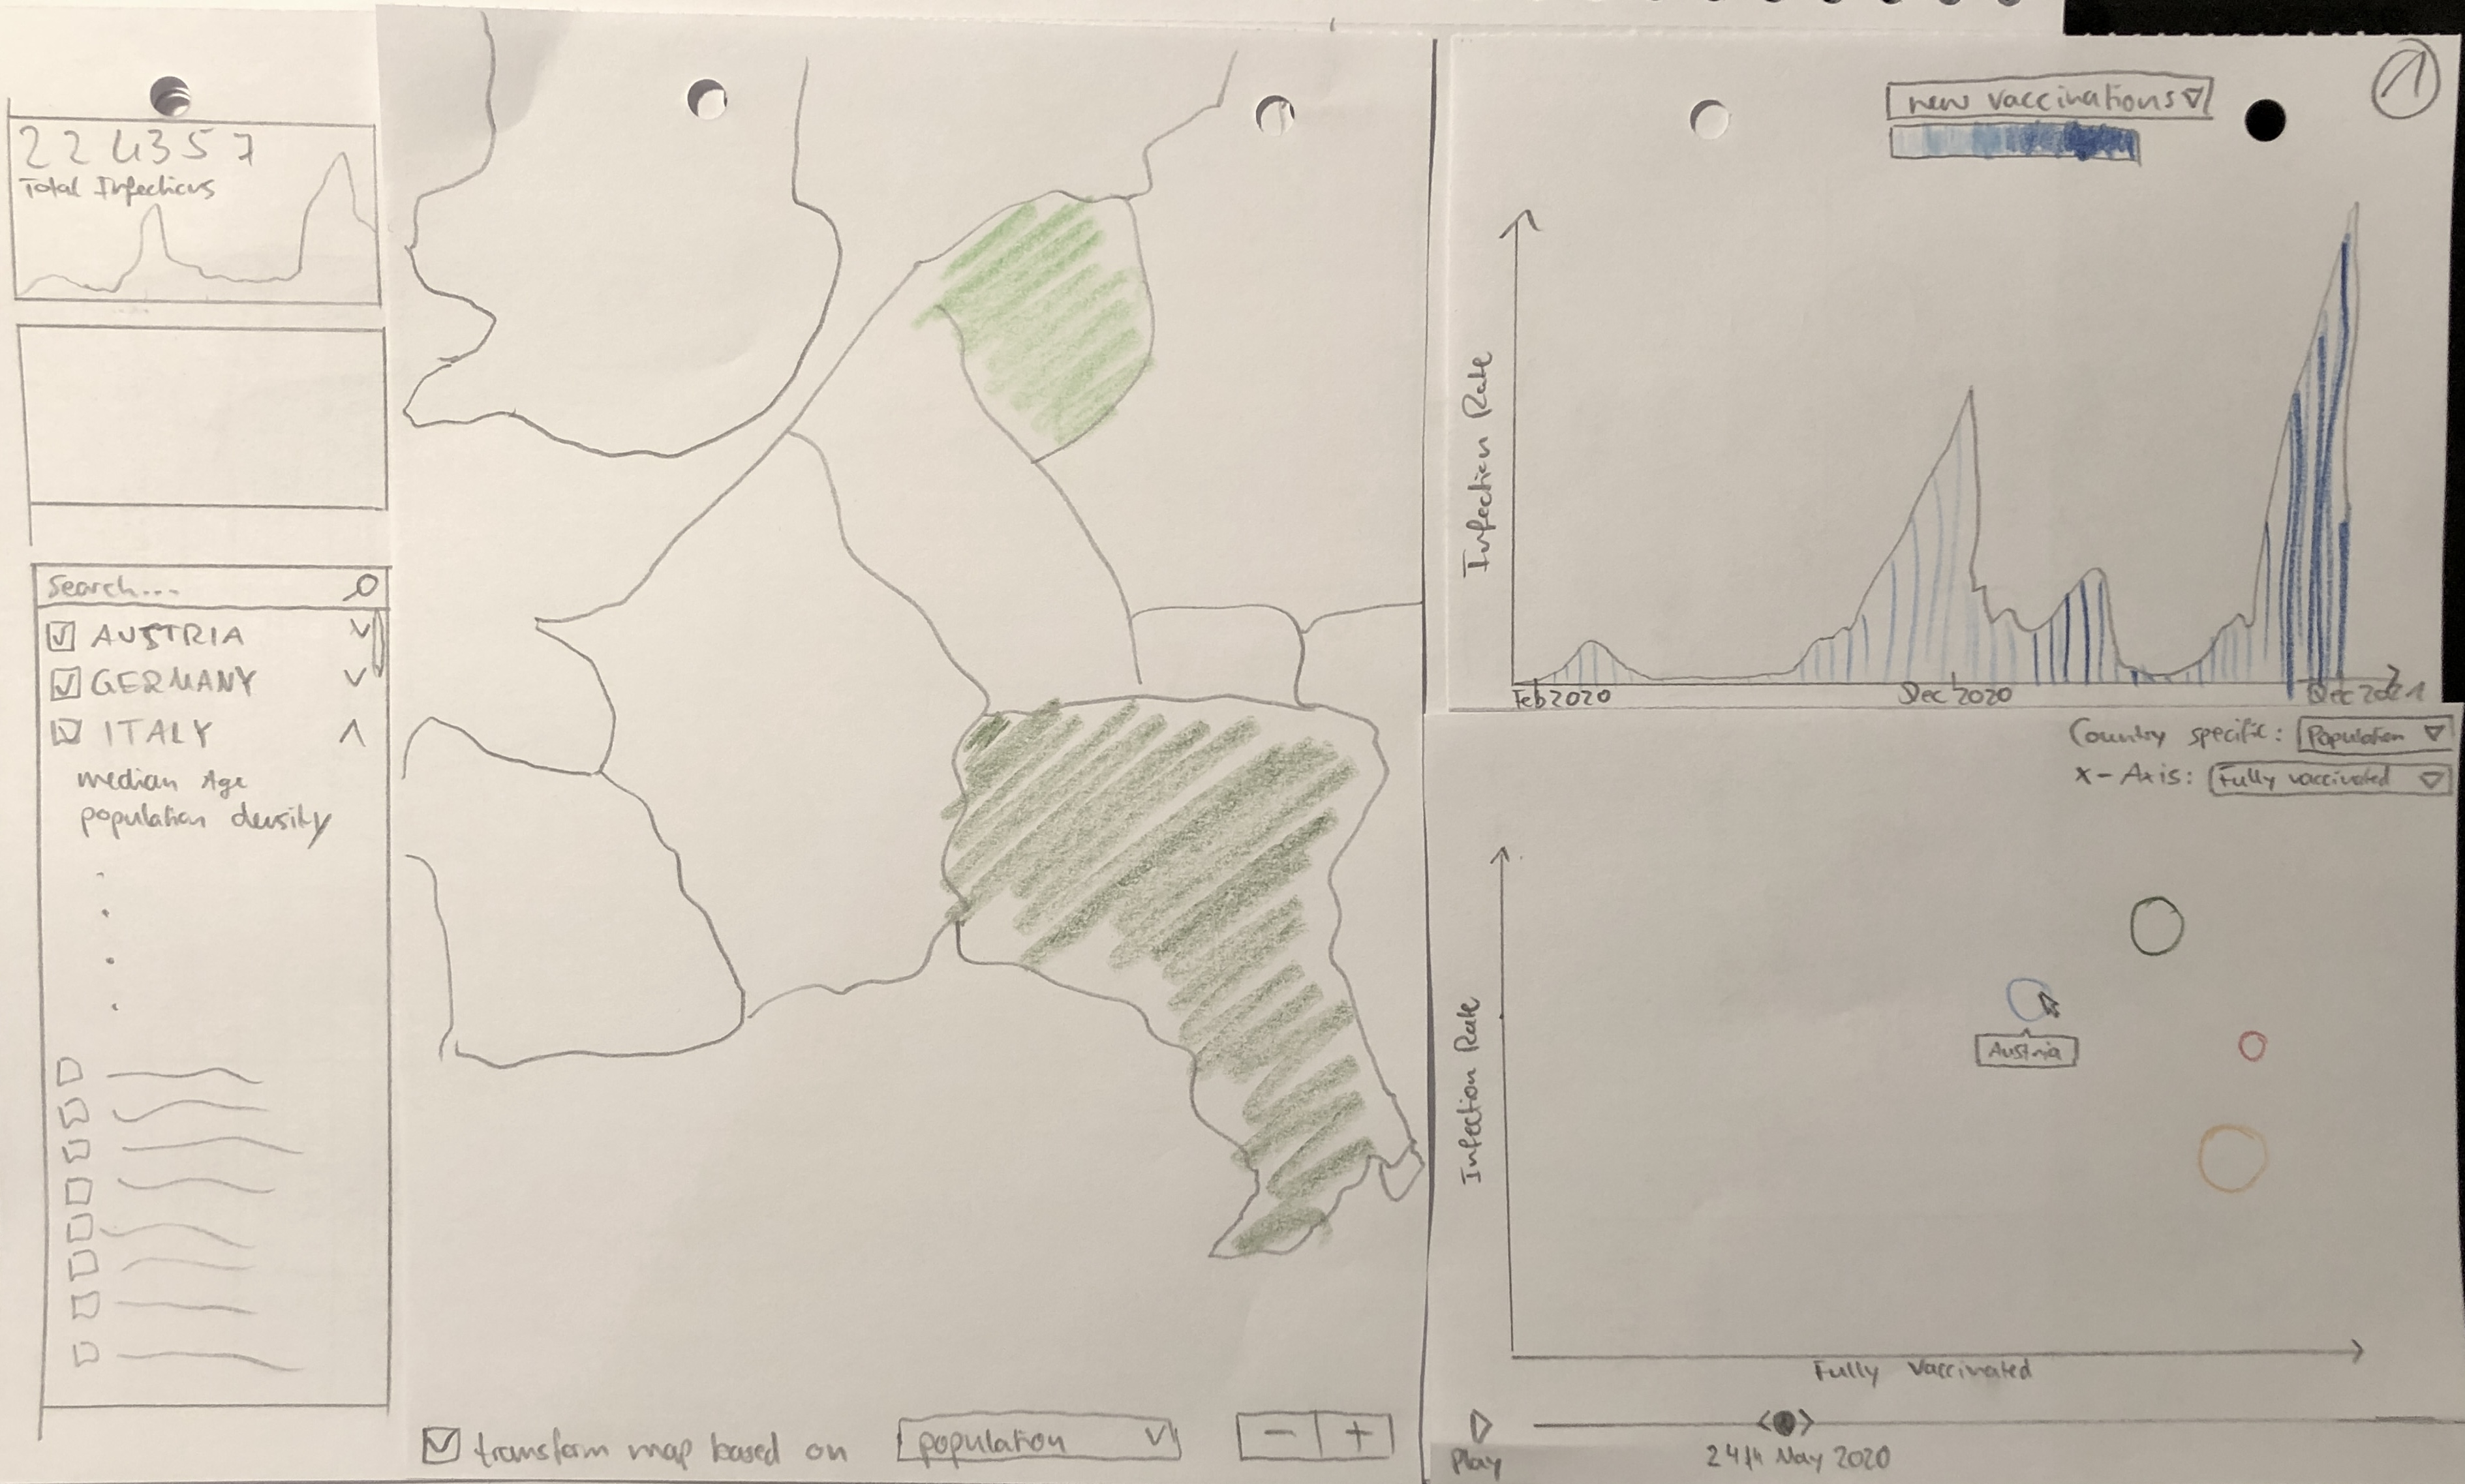 224357
Total Infections
Search...
AUSTRIA
GERMANY
ITALY
median Age
population density
transform map based on
population
- +
1
new vaccinations
Infection Rate
Feb 2020
Dec 2020
Dec 2021
Country specific: Population
x-Axis: Fully vaccinated
Infection Rate
Austria
Fully Vaccinated
Play
24th May 2020